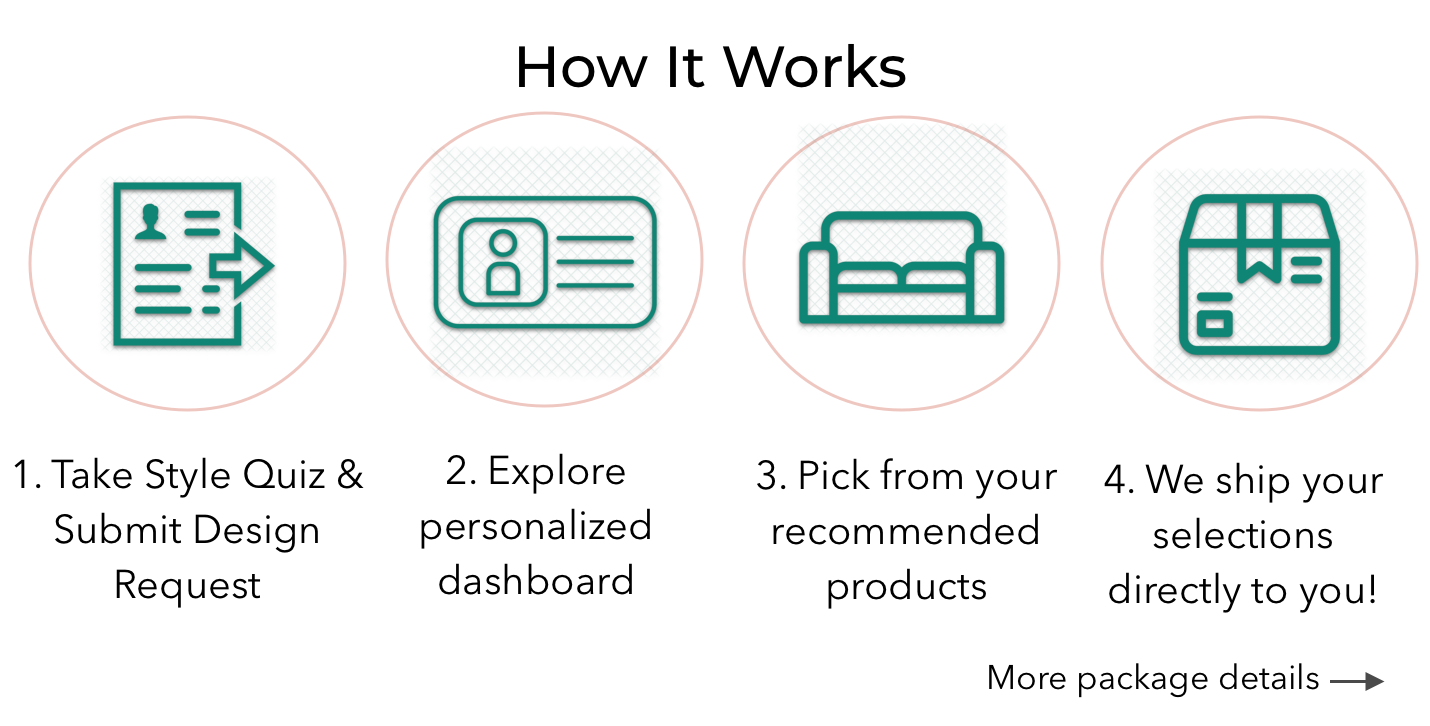 How It Works
1. Take Style Quiz &
Submit Design
Request
2. Explore
personalized
dashboard
3. Pick from your
recommended
products
4. We ship your
selections
directly to you!
More package details